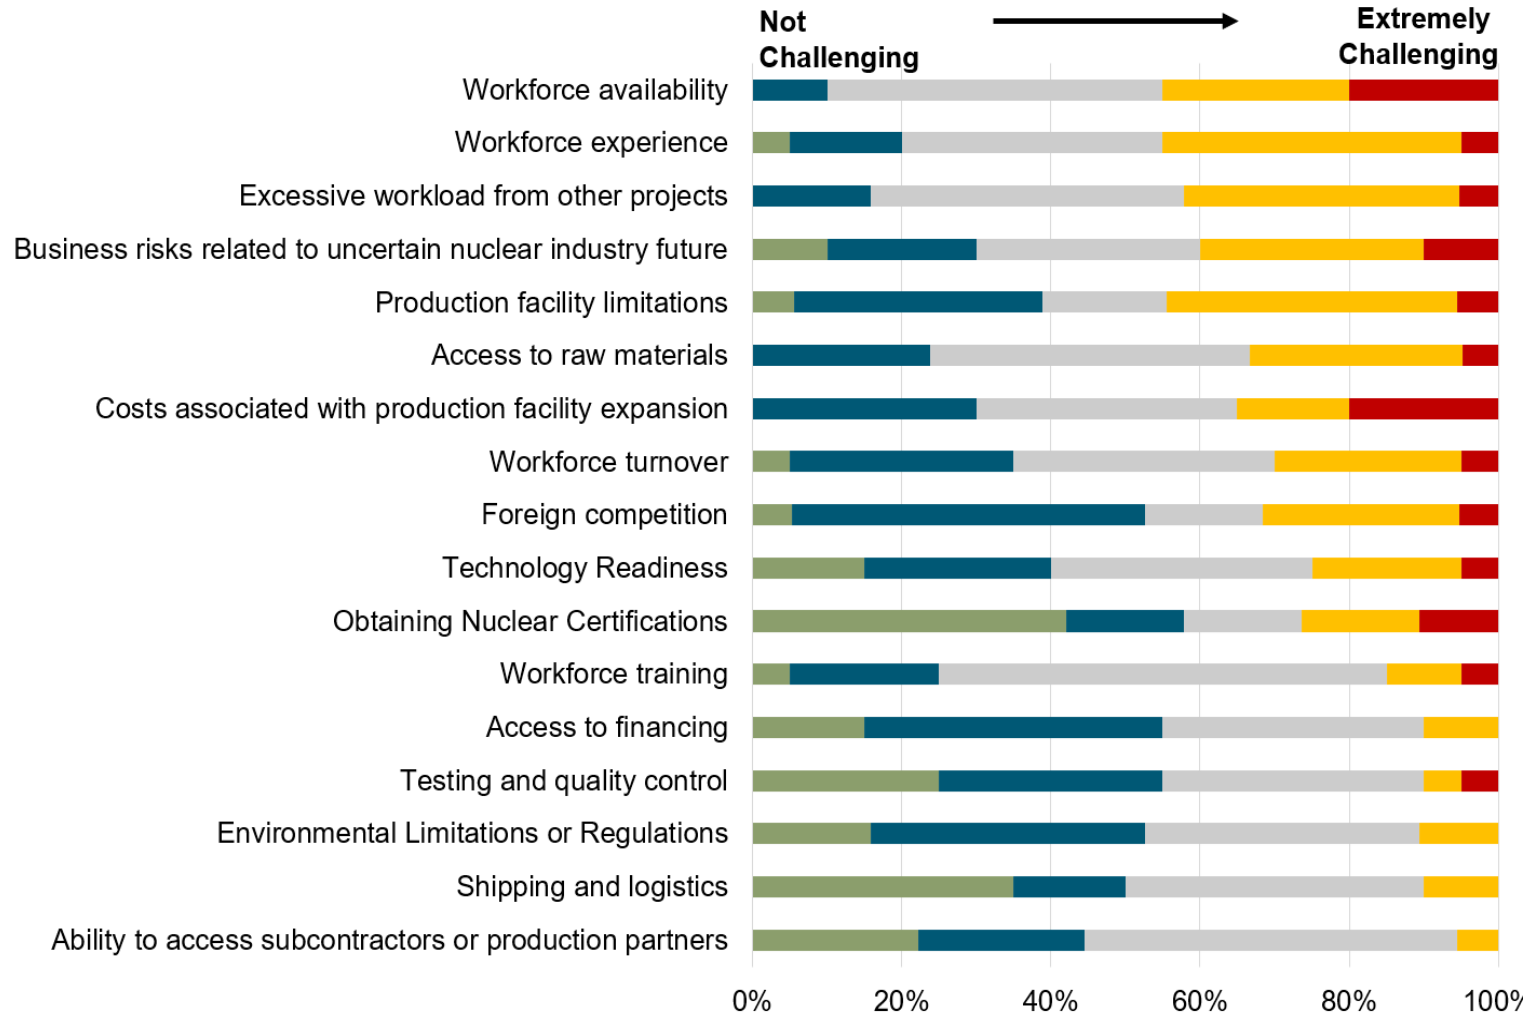 Not
Challenging
Extremely
Challenging
Workforce availability
Workforce experience
Excessive workload from other projects
Business risks related to uncertain nuclear industry future
Production facility limitations
Access to raw materials
Costs associated with production facility expansion
Workforce turnover
Foreign competition
Technology Readiness
Obtaining Nuclear Certifications
Workforce training
Access to financing
Testing and quality control
Environmental Limitations or Regulations
Shipping and logistics
Ability to access subcontractors or production partners
0% 20% 40% 60% 80% 100%